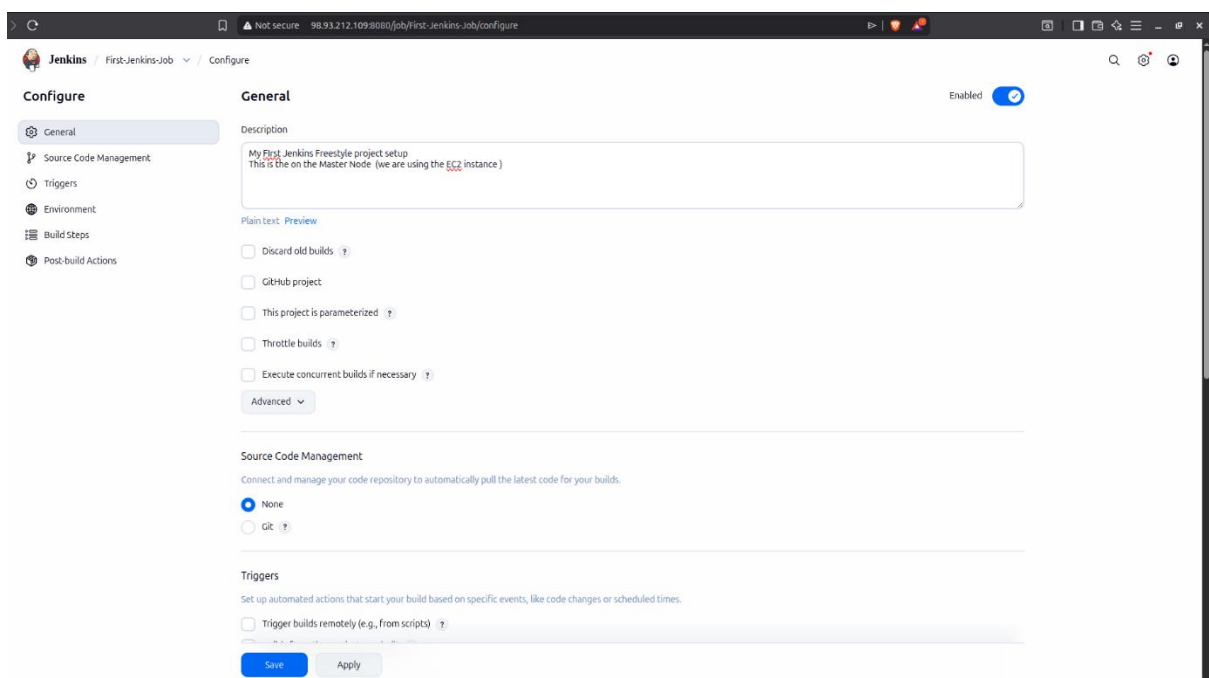 Not secure 98.93.212.109:8080/job/First-Jenkins-Job/configure
Jenkins / First-Jenkins-Job / Configure
Configure
General
Source Code Management
Triggers
Environment
Build Steps
Post-build Actions
General
Enabled
Description
My FIrst Jenkins Freestyle project setup
This is the on the Master Node (we are using the EC2 instance )
Plain text Preview
Discard old builds ?
GitHub project
This project is parameterized ?
Throttle builds ?
Execute concurrent builds if necessary ?
Advanced
Source Code Management
Connect and manage your code repository to automatically pull the latest code for your builds.
None
Git ?
Triggers
Set up automated actions that start your build based on specific events, like code changes or scheduled times.
Trigger builds remotely (e.g., from scripts) ?
Save Apply